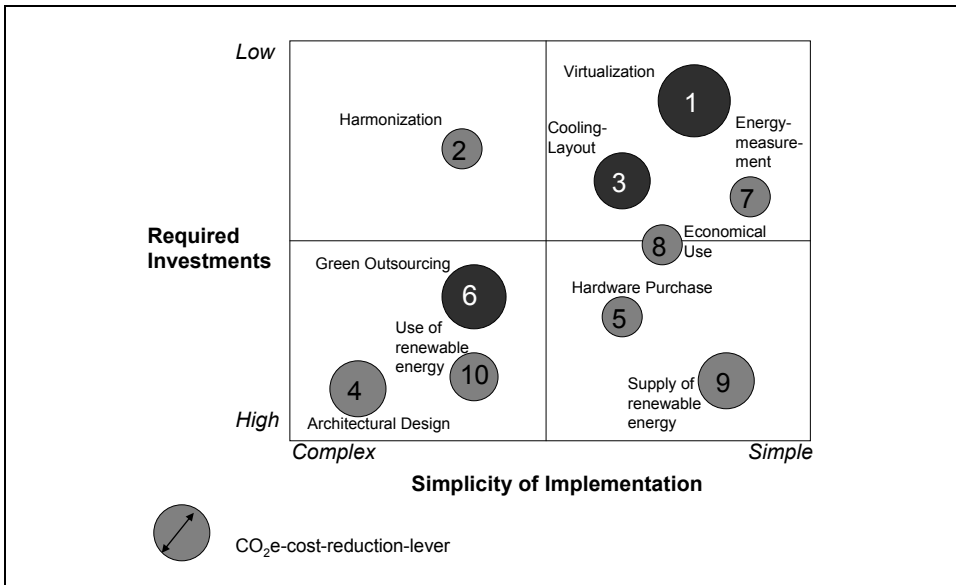 Low
Virtualization
1
Harmonization
2
Cooling-
Layout
3
Energy-
measure-
ment
7
Required
Investments
8
Economical
Use
Green Outsourcing
6
Hardware Purchase
5
Use of
renewable
energy
10
4
Architectural Design
Supply of
renewable
energy
9
High
Complex
Simple
Simplicity of Implementation
CO₂e-cost-reduction-lever